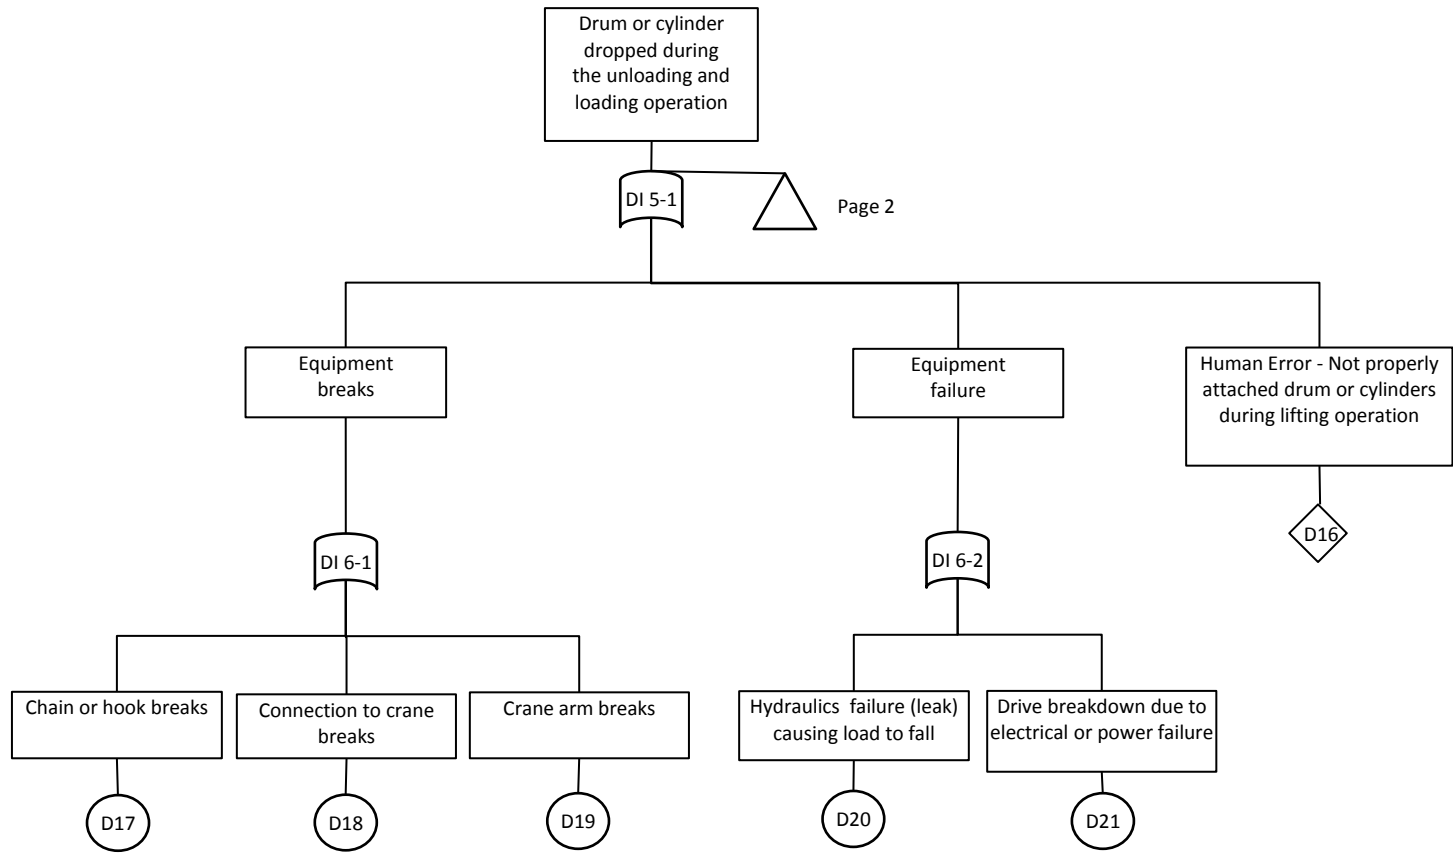 Drum or cylinder
dropped during
the unloading and
loading operation
DI 5-1
Page 2
Equipment
breaks
Equipment
failure
Human Error - Not properly
attached drum or cylinders
during lifting operation
D16
DI 6-1
DI 6-2
Chain or hook breaks
Connection to crane
breaks
Crane arm breaks
Hydraulics failure (leak)
causing load to fall
Drive breakdown due to
electrical or power failure
D17
D18
D19
D20
D21